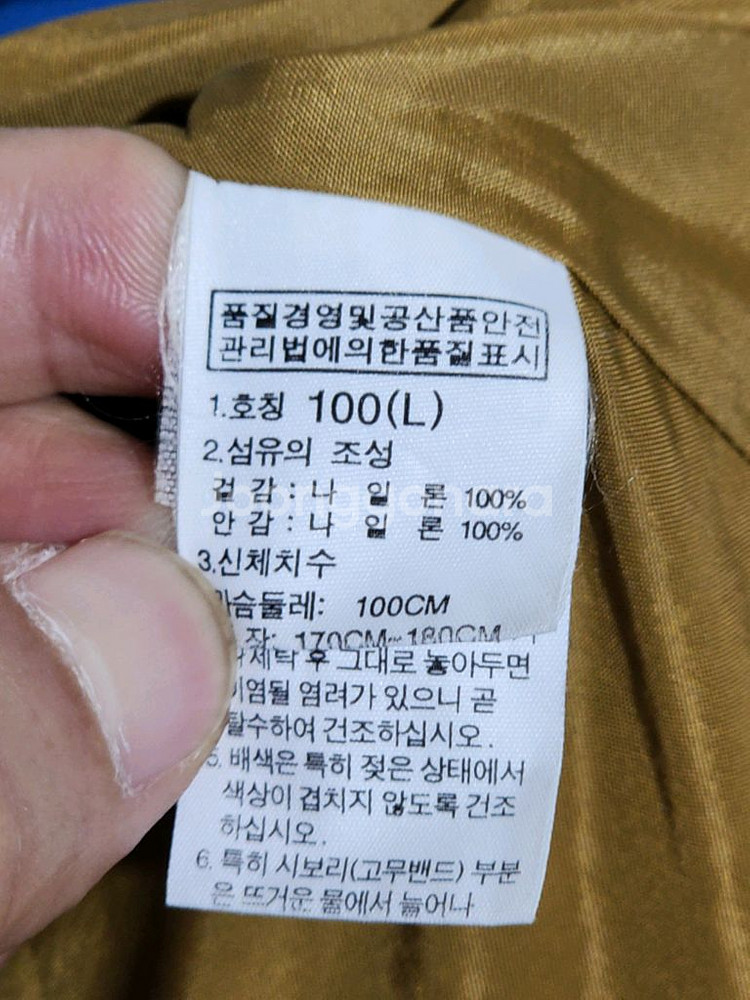 품질경영및공산품안전
관리법에의한품질표시
1.호칭 100(L)
2.섬유의 조성
겉감:나 일 론 100%
안감:나 일 론 100%
3.신체치수
가슴둘레: 100CM
장: 170CM~180CM
세탁 후 그대로 놓아두면
이염될 염려가 있으니 곧
탈수하여 건조하십시오.
5. 배색은 특히 젖은 상태에서
색상이 겹치지 않도록 건조
하십시오.
6. 특히 시보리(고무밴드) 부분
은 뜨거운 물에서 늘어나